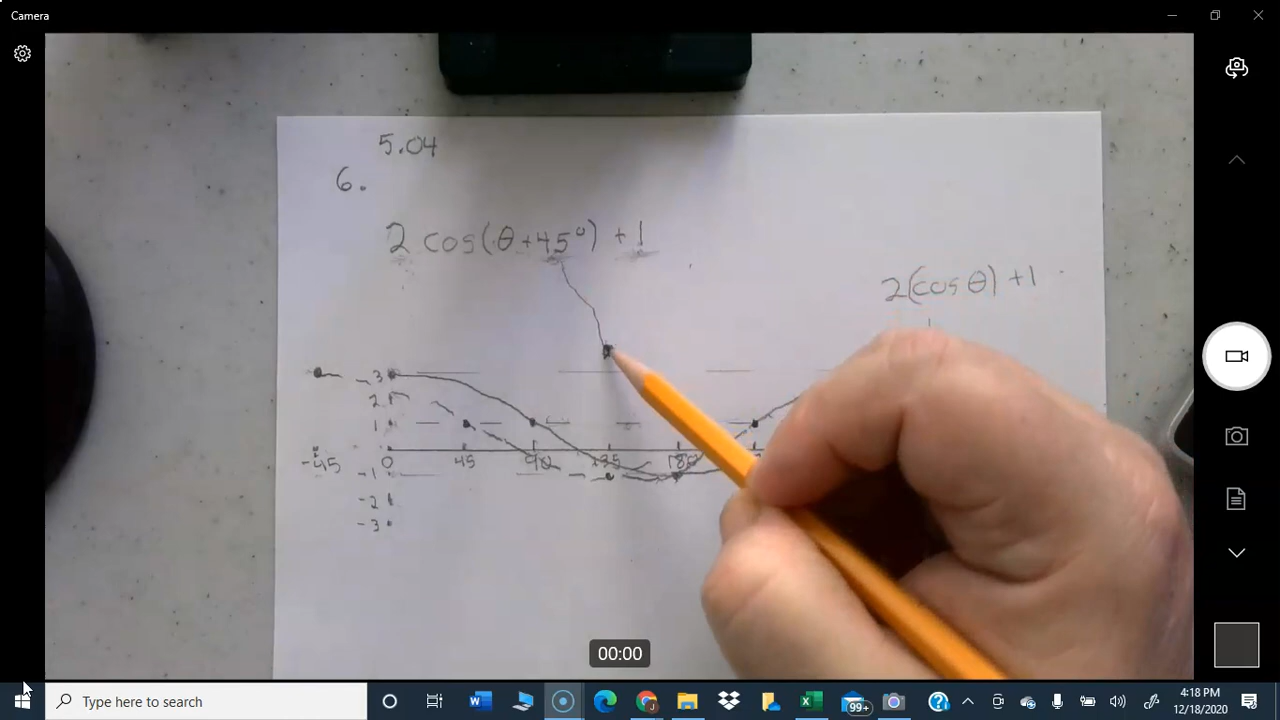 Camera
5.04
6.
2 cos(θ+45°) +1
2(cos θ) +1
3
2
1
-45 0 45 90 135 180
-1
-2
-3
00:00
Type here to search
99+
4:18 PM
12/18/2020